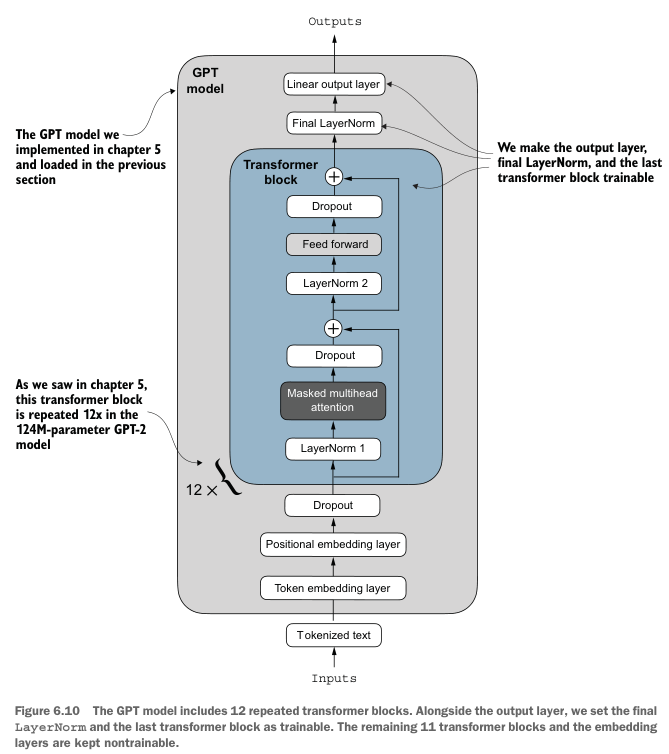 Outputs
GPT
model
Linear output layer
Final LayerNorm
The GPT model we
implemented in chapter 5
and loaded in the previous
section
We make the output layer,
final LayerNorm, and the last
transformer block trainable
Transformer
block
+
Dropout
Feed forward
LayerNorm 2
+
Dropout
Masked multihead
attention
LayerNorm 1
As we saw in chapter 5,
this transformer block
is repeated 12x in the
124M-parameter GPT-2
model
12 ×
Dropout
Positional embedding layer
Token embedding layer
Tokenized text
Inputs
Figure 6.10 The GPT model includes 12 repeated transformer blocks. Alongside the output layer, we set the final
LayerNorm and the last transformer block as trainable. The remaining 11 transformer blocks and the embedding
layers are kept nontrainable.